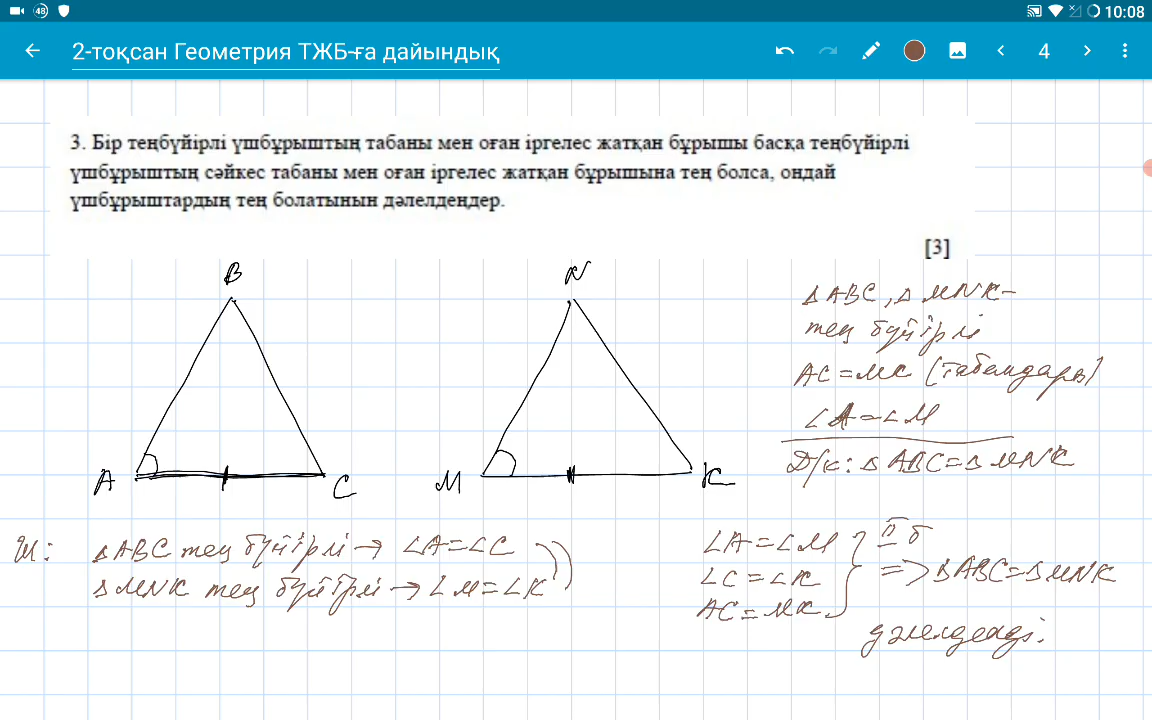 48
10:08
2-тоқсан Геометрия ТЖБ-ға дайындық
4
3. Бір теңбүйірлі үшбұрыштың табаны мен оған іргелес жатқан бұрышы басқа теңбүйірлі
үшбұрыштың сәйкес табаны мен оған іргелес жатқан бұрышына тең болса, ондай
үшбұрыштардың тең болатынын дәлелдеңдер.
[3]
B
N
A
C
M
K
△ABC, △MNK-
тең бүйірлі
AC=MK (табандары)
∠A=∠M
Д/к: △ABC=△MNK
Ш: △ABC тең бүйірлі → ∠A=∠C
△MNK тең бүйірлі → ∠M=∠K
∠A=∠M
∠C=∠K
AC=MK
II б
=> △ABC=△MNK
дәлелденді.